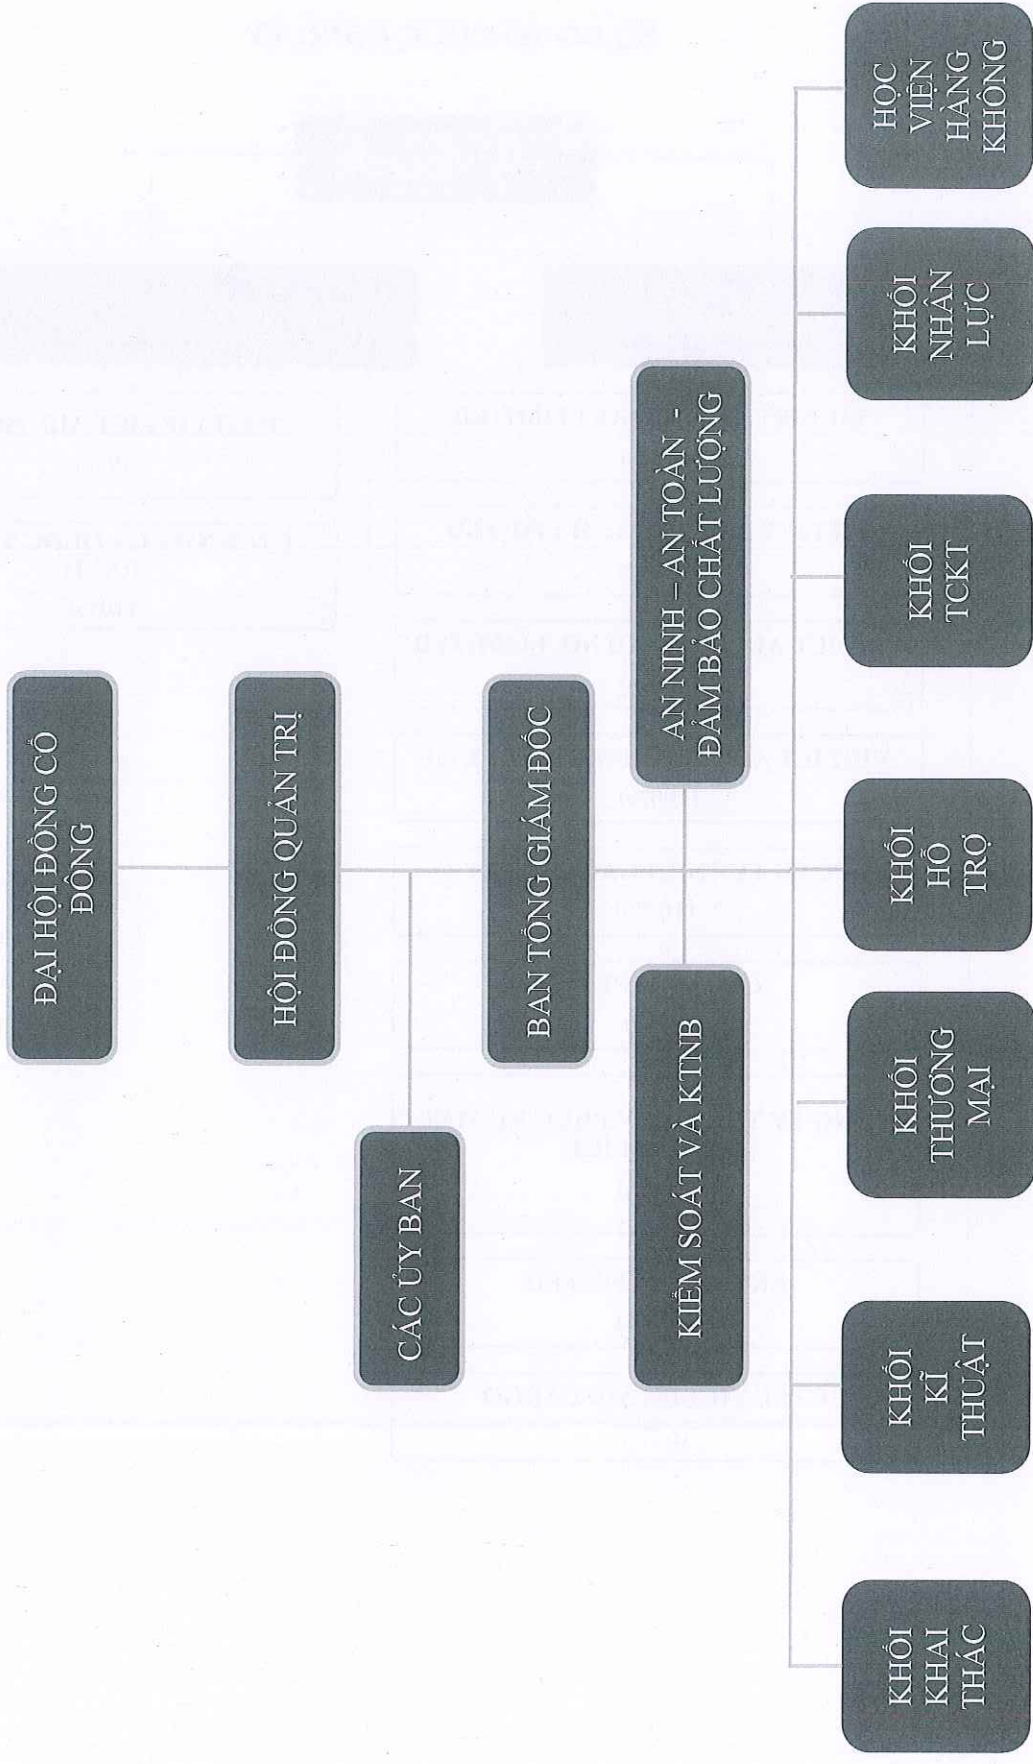 ĐẠI HỘI ĐỒNG CỔ
ĐÔNG
HỘI ĐỒNG QUẢN TRỊ
CÁC ỦY BAN
BAN TỔNG GIÁM ĐỐC
KIỂM SOÁT VÀ KTNB
AN NINH – AN TOÀN -
ĐẢM BẢO CHẤT LƯỢNG
KHỐI
KHAI
THÁC
KHỐI
KĨ
THUẬT
KHỐI
THƯƠNG
MẠI
KHỐI
HỖ
TRỢ
KHỐI
TCKT
KHỐI
NHÂN
LỰC
HỌC
VIỆN
HÀNG
KHÔNG